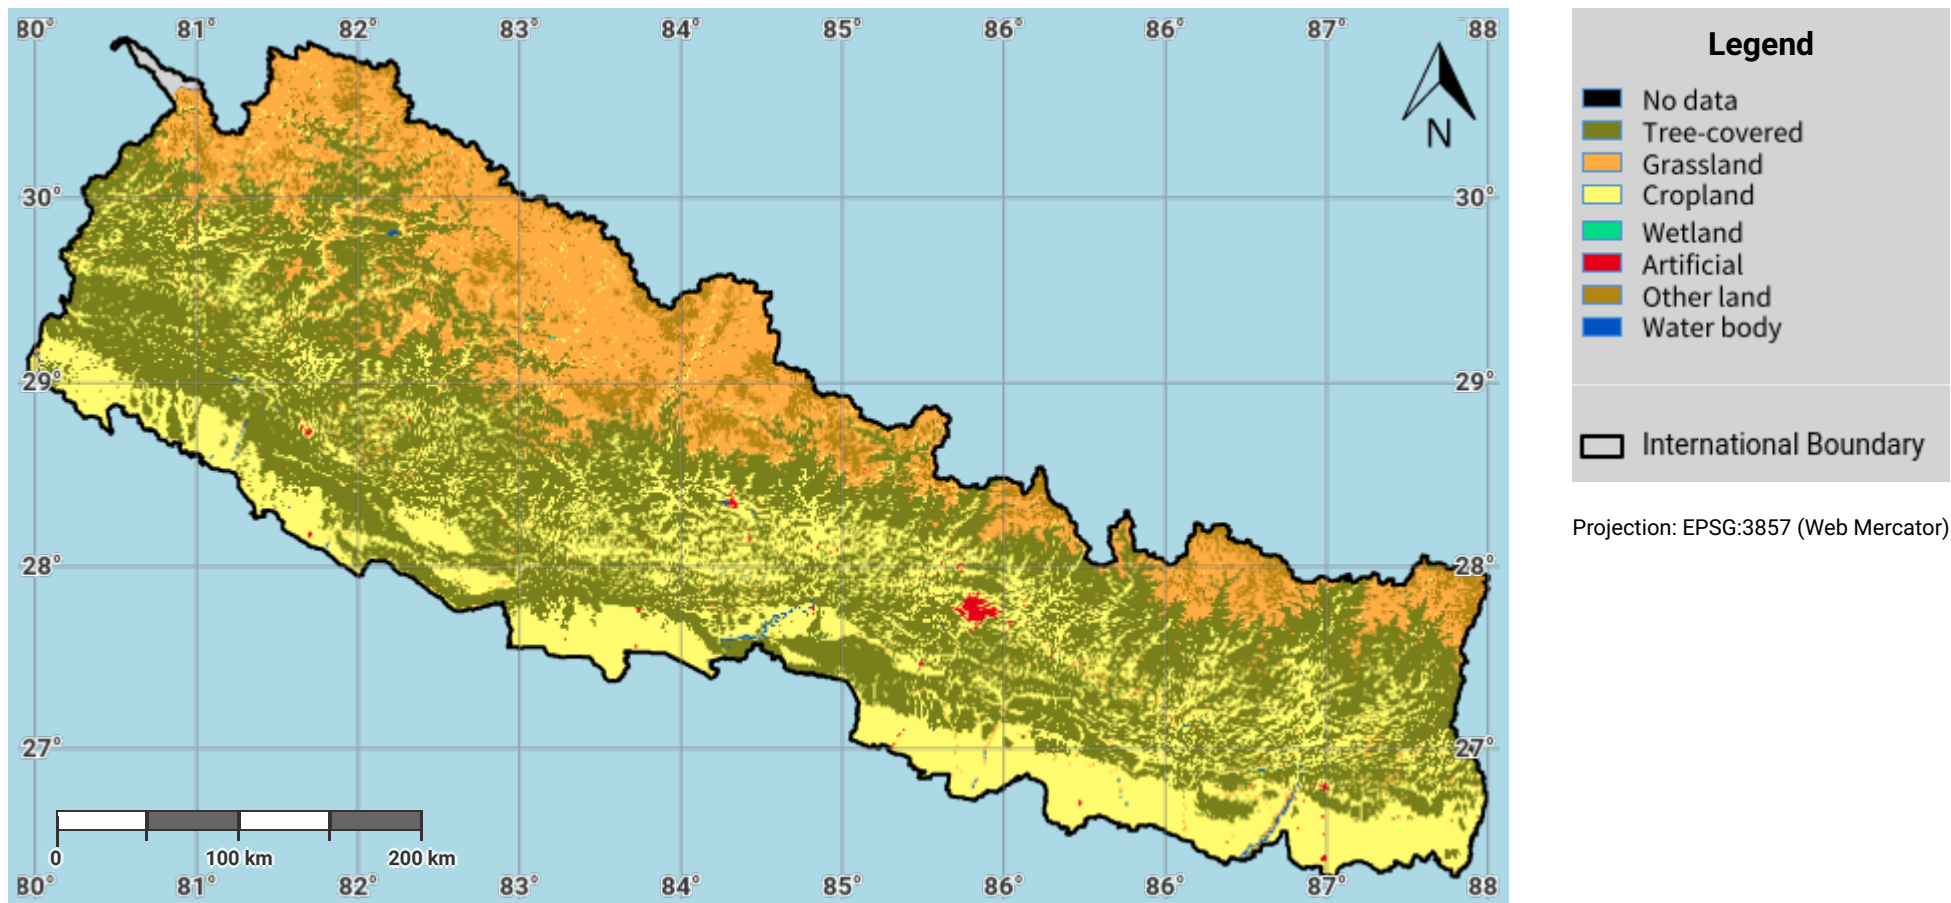 80° 81° 82° 83° 84° 85° 86° 86° 87° 88
N
30° 30°
29° 29°
28° 28°
27° 27°
0 100 km 200 km
80° 81° 82° 83° 84° 85° 86° 86° 87° 88
Legend
No data
Tree-covered
Grassland
Cropland
Wetland
Artificial
Other land
Water body
International Boundary
Projection: EPSG:3857 (Web Mercator)